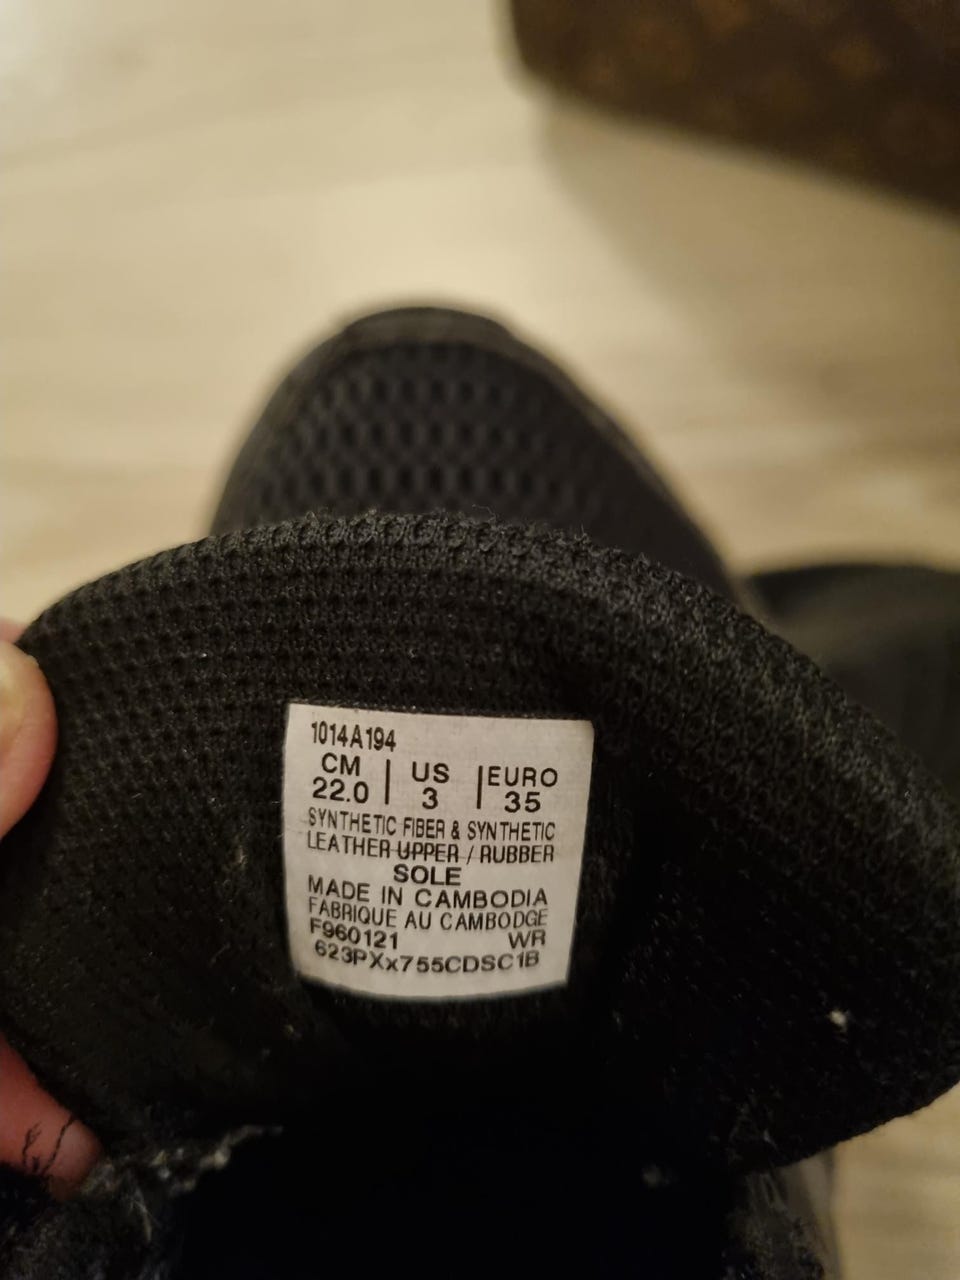 1014A194
CM | US | EURO
22.0 | 3 | 35
SYNTHETIC FIBER & SYNTHETIC
LEATHER UPPER / RUBBER
SOLE
MADE IN CAMBODIA
FABRIQUE AU CAMBODGE
F960121 WR
623PXx755CDSC1B